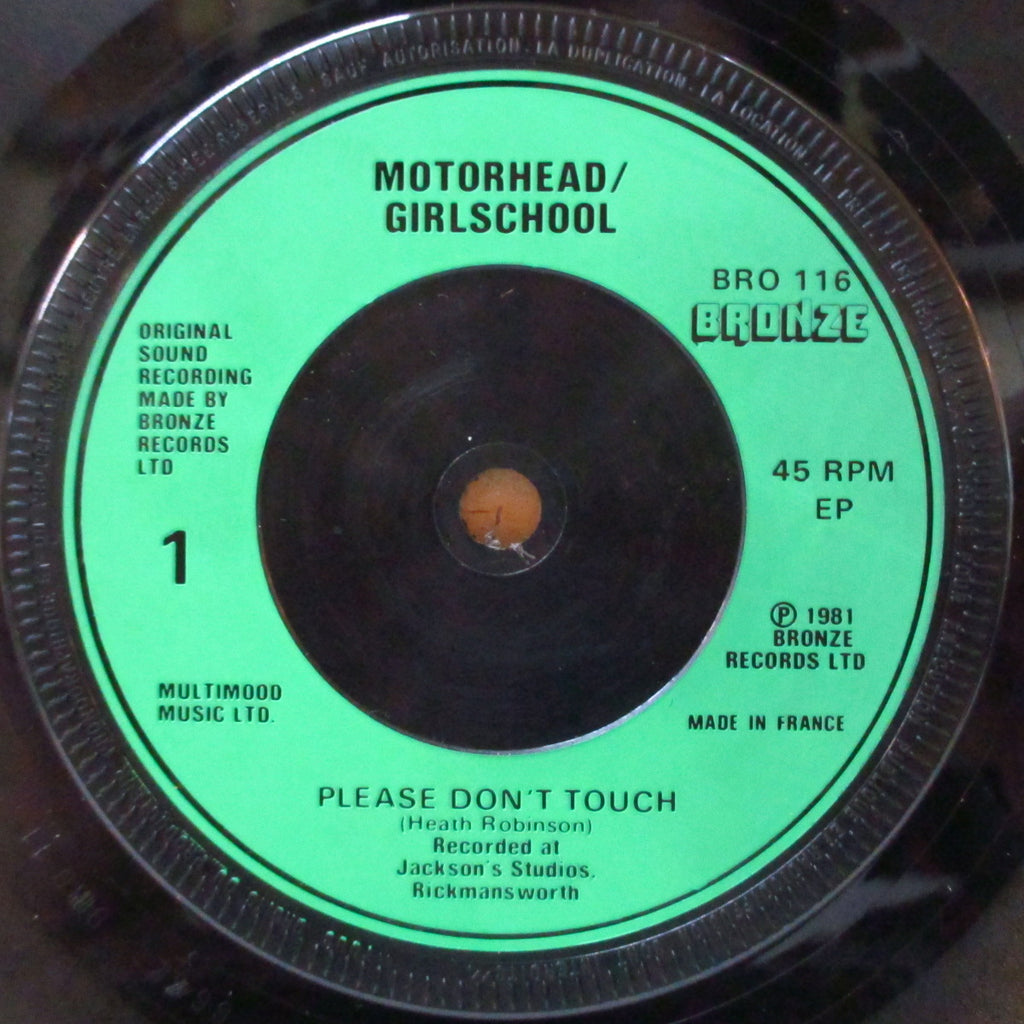 SAUF AUTORISATION. LA DUPLICATION. LA LOCATION. LE PRET
MOTORHEAD/
GIRLSCHOOL
BRO 116
BRONZE
ORIGINAL
SOUND
RECORDING
MADE BY
BRONZE
RECORDS
LTD
45 RPM
EP
1
Ⓟ 1981
BRONZE
RECORDS LTD
MULTIMOOD
MUSIC LTD.
MADE IN FRANCE
PLEASE DON'T TOUCH
(Heath Robinson)
Recorded at
Jackson's Studios,
Rickmansworth